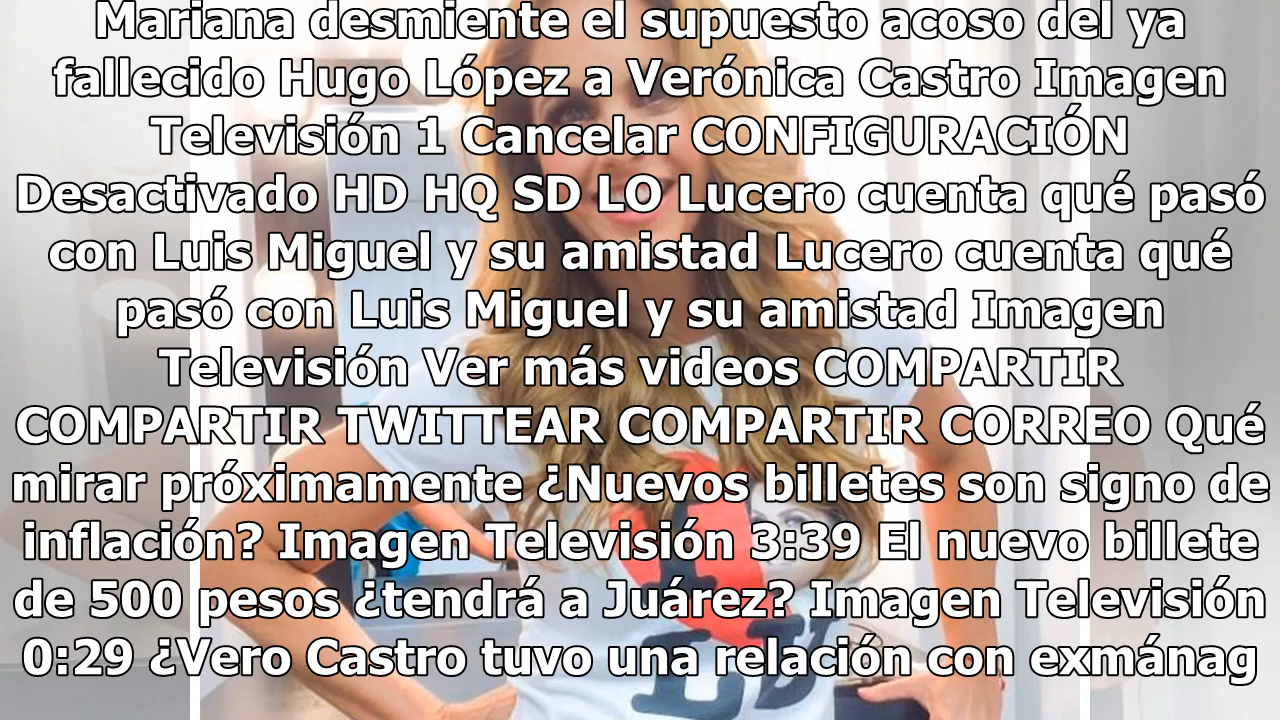 Mariana desmiente el supuesto acoso del ya
fallecido Hugo López a Verónica Castro Imagen
Televisión 1 Cancelar CONFIGURACIÓN
Desactivado HD HQ SD LO Lucero cuenta qué pasó
con Luis Miguel y su amistad Lucero cuenta qué
pasó con Luis Miguel y su amistad Imagen
Televisión Ver más videos COMPARTIR
COMPARTIR TWITTEAR COMPARTIR CORREO Qué
mirar próximamente ¿Nuevos billetes son signo de
inflación? Imagen Televisión 3:39 El nuevo billete
de 500 pesos ¿tendrá a Juárez? Imagen Televisión
0:29 ¿Vero Castro tuvo una relación con exmánag